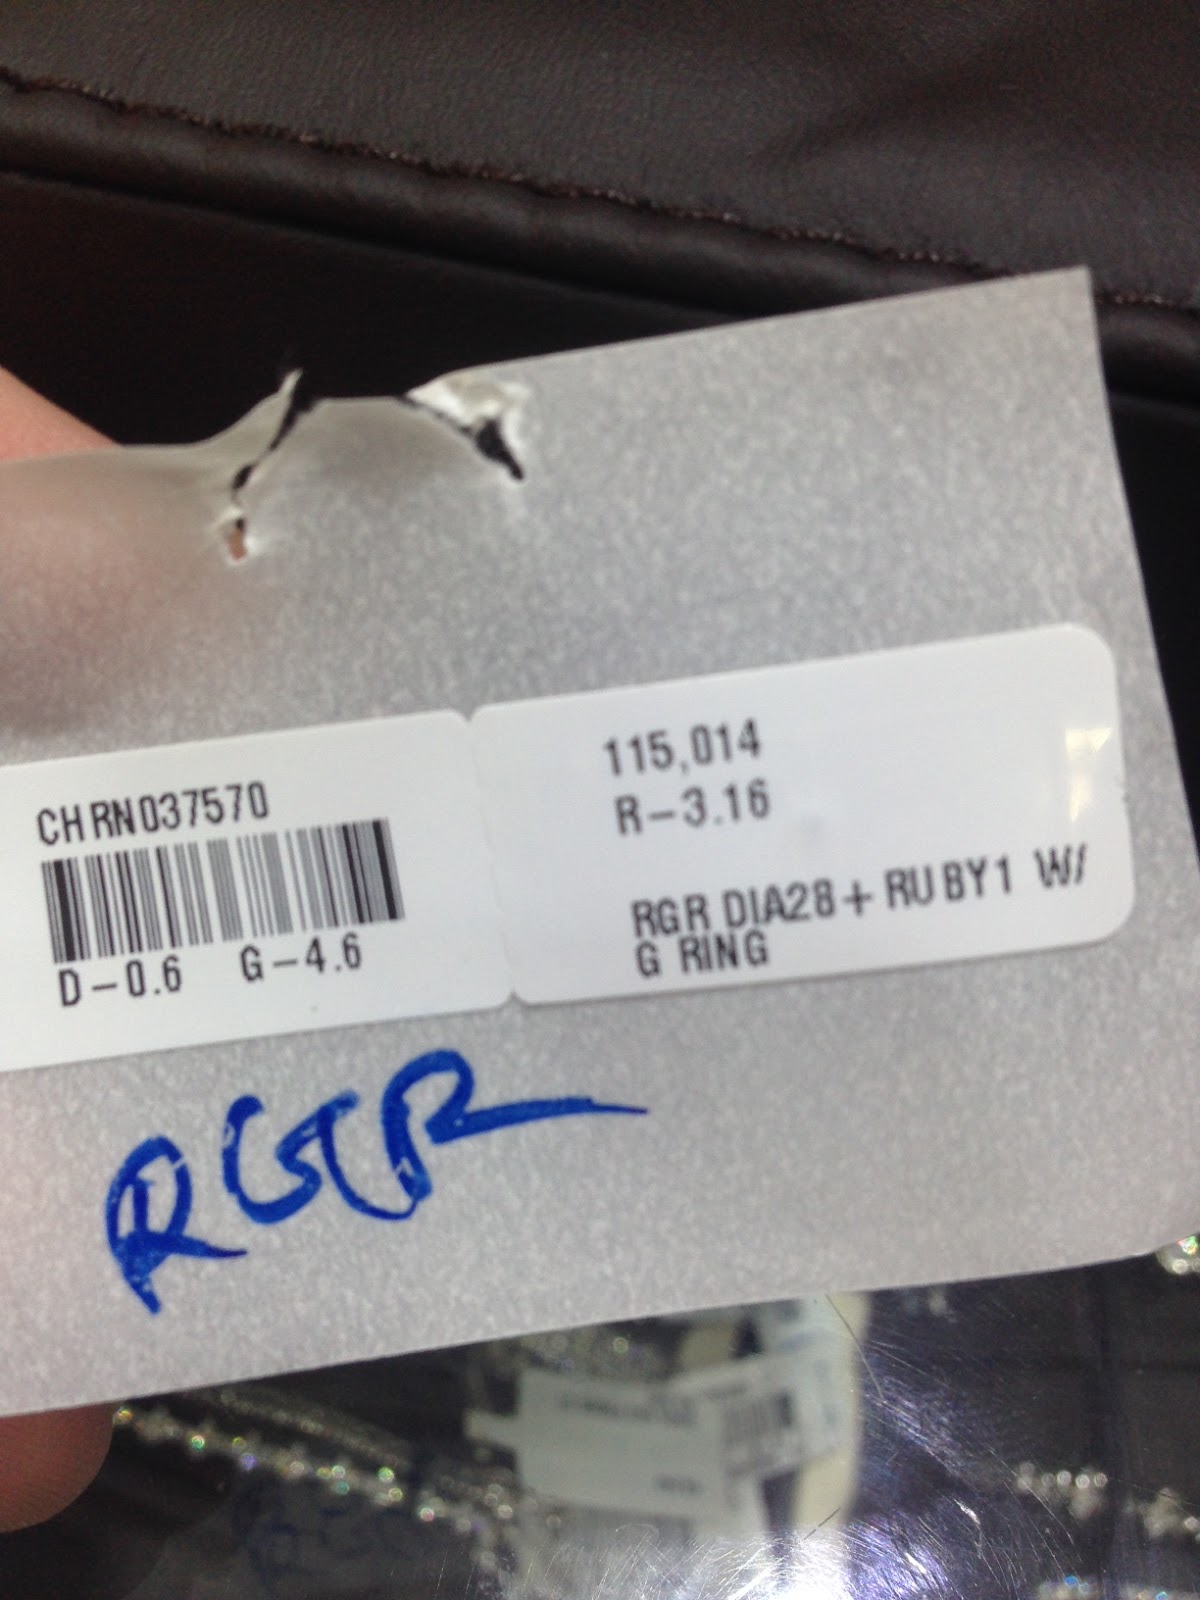 CHRN037570
D-0.6 G-4.6
115,014
R-3.16
RGR DIA28+RUBY1 W/
G RING
RGR